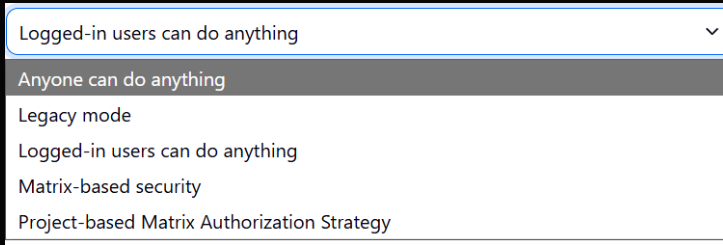 Logged-in users can do anything
Anyone can do anything
Legacy mode
Logged-in users can do anything
Matrix-based security
Project-based Matrix Authorization Strategy